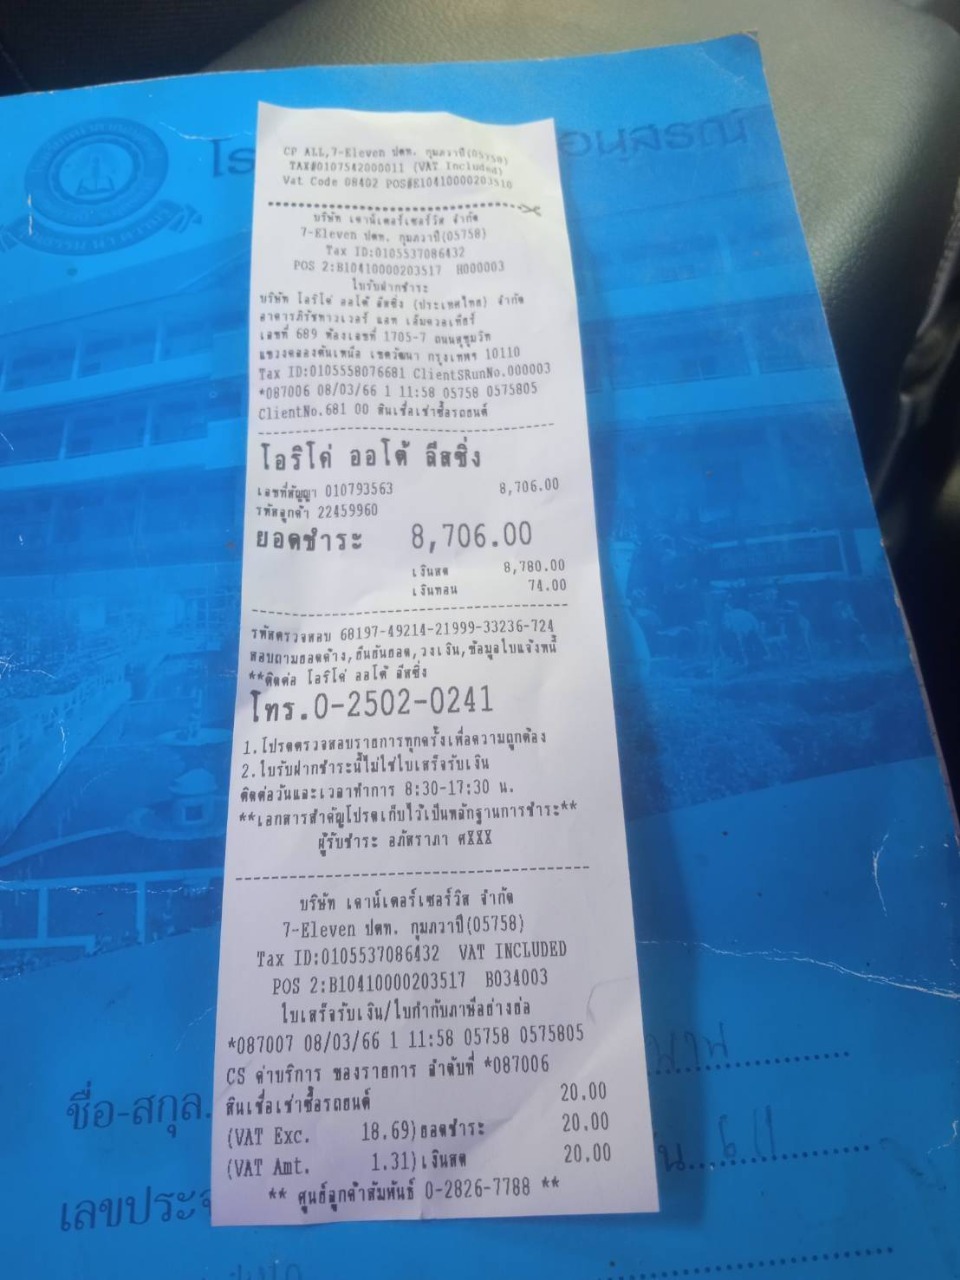 โร
อนุสรณ์
CP ALL,7-Eleven ปตท. กุมภวาปี(05758)
TAX#0107542000011 (VAT Included)
Vat Code 08402 POS#E10410000203516
บริษัท เคาน์เตอร์เซอร์วิส จำกัด
7-Eleven ปตท. กุมภวาปี(05758)
Tax ID:0105537086432
POS 2:B10410000203517 H000003
ใบรับฝากชำระ
บริษัท โอริโค่ ออโต้ ลีสซิ่ง (ประเทศไทย) จำกัด
อาคารภิรัชทาวเวอร์ แอท เอ็มควอเทียร์
เลขที่ 689 ห้องเลขที่ 1705-7 ถนนสุขุมวิท
แขวงคลองตันเหนือ เขตวัฒนา กรุงเทพฯ 10110
Tax ID:0105558076681 ClientSRunNo.000003
*087006 08/03/66 1 11:58 05758 0575805
ClientNo.681 00 สินเชื่อเช่าซื้อรถยนต์
โอริโค่ ออโต้ ลีสซิ่ง
เลขที่สัญญา 010793563 8,706.00
รหัสลูกค้า 22459960
ยอดชำระ 8,706.00
เงินสด 8,780.00
เงินทอน 74.00
รหัสตรวจสอบ 68197-49214-21999-33236-724
สอบถามยอดค้าง,ยืนยันยอด,วงเงิน,ข้อมูลใบแจ้งหนี้
**ติดต่อ โอริโค่ ออโต้ ลีสซิ่ง
โทร.0-2502-0241
1.โปรดตรวจสอบรายการทุกครั้งเพื่อความถูกต้อง
2.ใบรับฝากชำระนี้ไม่ใช่ใบเสร็จรับเงิน
ติดต่อวันและเวลาทำการ 8:30-17:30 น.
**เอกสารสำคัญโปรดเก็บไว้เป็นหลักฐานการชำระ**
ผู้รับชำระ อภัสราภา ศXXX
บริษัท เคาน์เตอร์เซอร์วิส จำกัด
7-Eleven ปตท. กุมภวาปี(05758)
Tax ID:0105537086432 VAT INCLUDED
POS 2:B10410000203517 B034003
ใบเสร็จรับเงิน/ใบกำกับภาษีอย่างย่อ
*087007 08/03/66 1 11:58 05758 0575805
CS ค่าบริการ ของรายการ ลำดับที่ *087006
สินเชื่อเช่าซื้อรถยนต์ 20.00
(VAT Exc. 18.69)ยอดชำระ 20.00
(VAT Amt. 1.31)เงินสด 20.00
** ศูนย์ลูกค้าสัมพันธ์ 0-2826-7788 **
ชื่อ-สกุล
เลขประจ